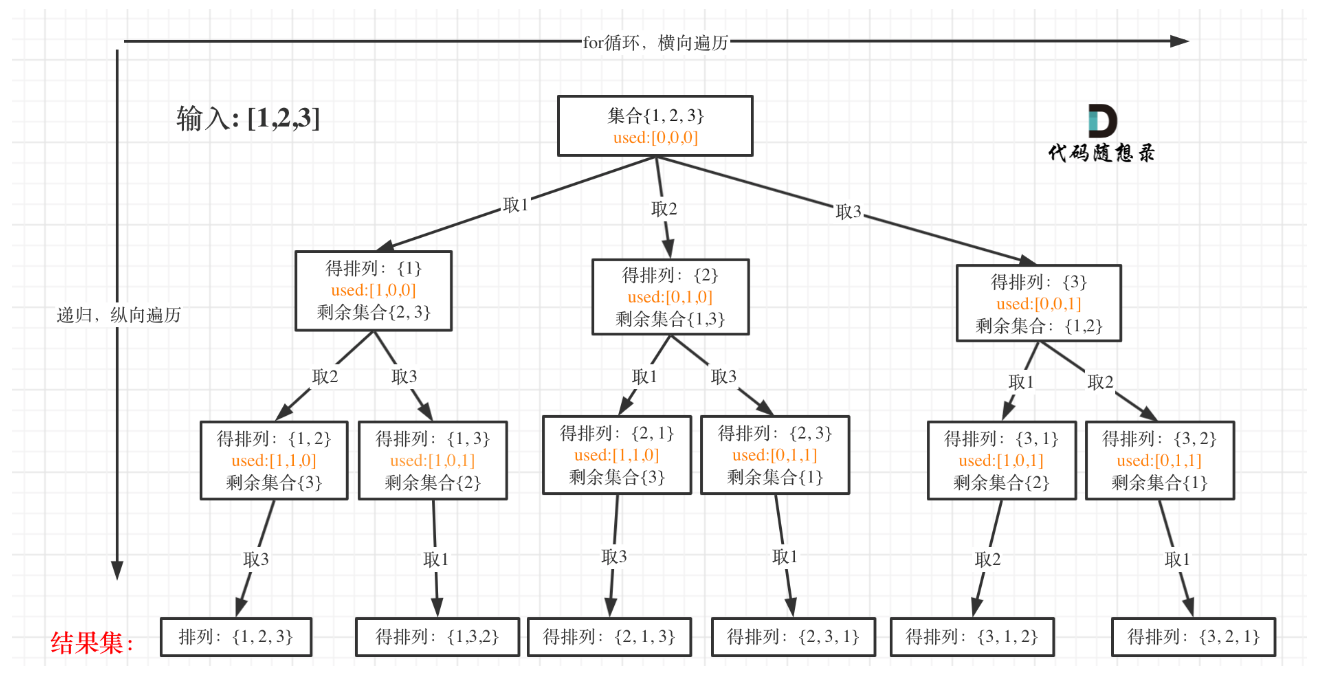 for循环，横向遍历
输入: [1,2,3]
集合{1, 2, 3}
used:[0,0,0]
代码随想录
取1
取2
取3
得排列：{1}
used:[1,0,0]
剩余集合{2, 3}
得排列：{2}
used:[0,1,0]
剩余集合{1,3}
得排列：{3}
used:[0,0,1]
剩余集合：{1,2}
递归，纵向遍历
取2
取3
取1
取3
取1
取2
得排列：{1, 2}
used:[1,1,0]
剩余集合{3}
得排列：{1, 3}
used:[1,0,1]
剩余集合{2}
得排列：{2, 1}
used:[1,1,0]
剩余集合{3}
得排列：{2, 3}
used:[0,1,1]
剩余集合{1}
得排列：{3, 1}
used:[1,0,1]
剩余集合{2}
得排列：{3, 2}
used:[0,1,1]
剩余集合{1}
取3
取1
取3
取1
取2
取1
结果集：
排列：{1, 2, 3}
得排列：{1,3,2}
得排列：{2, 1, 3}
得排列：{2, 3, 1}
得排列：{3, 1, 2}
得排列：{3, 2, 1}